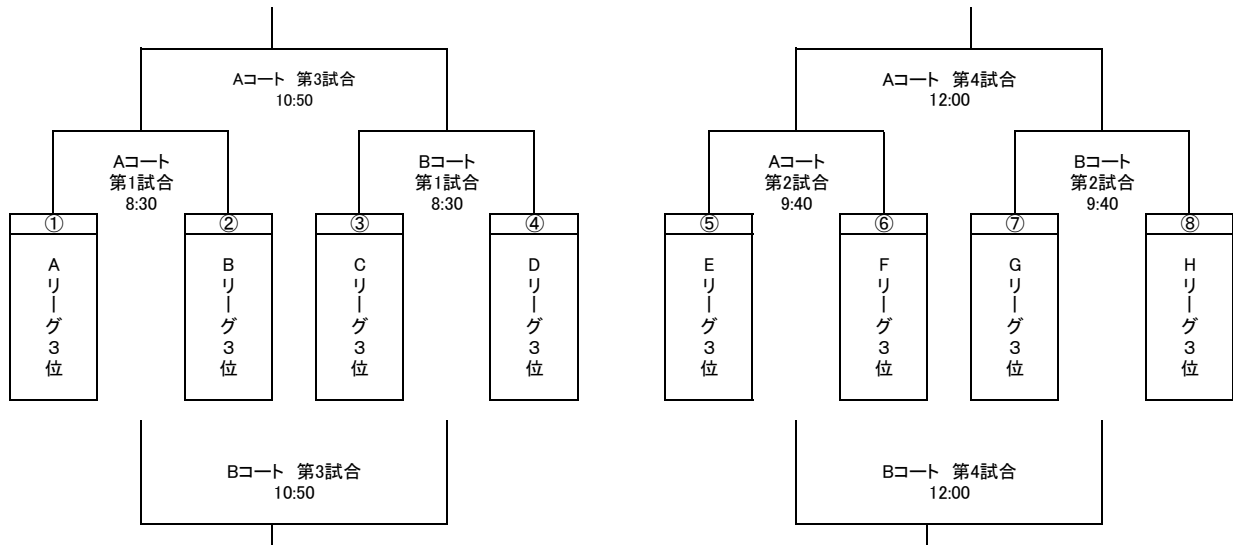 Aコート 第3試合
10:50
Aコート 第4試合
12:00
Aコート
第1試合
8:30
Bコート
第1試合
8:30
Aコート
第2試合
9:40
Bコート
第2試合
9:40
①
②
③
④
⑤
⑥
⑦
⑧
Aリーグ3位
Bリーグ3位
Cリーグ3位
Dリーグ3位
Eリーグ3位
Fリーグ3位
Gリーグ3位
Hリーグ3位
Bコート 第3試合
10:50
Bコート 第4試合
12:00